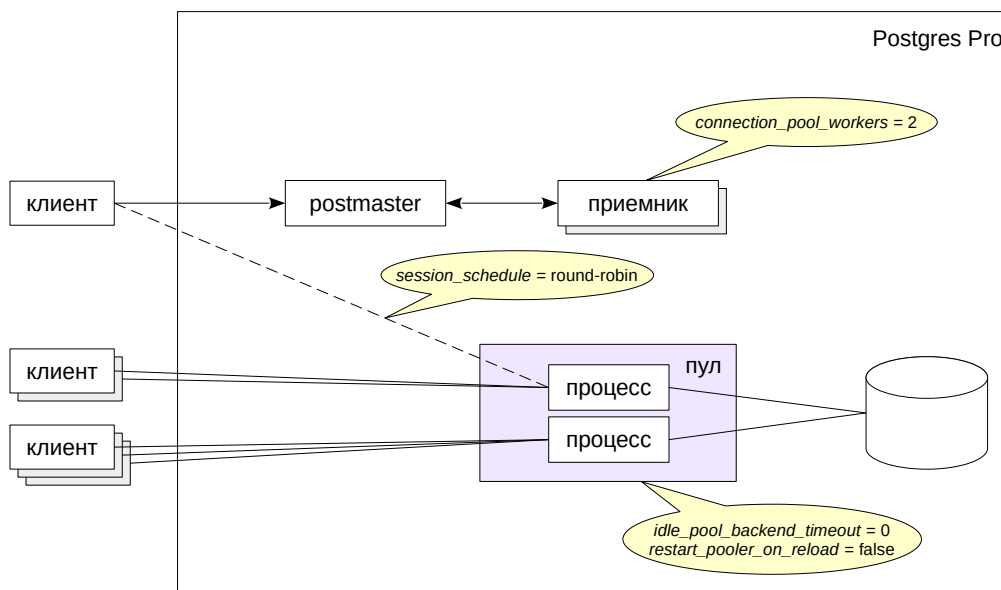 Postgres Pro
connection_pool_workers = 2
клиент
postmaster
приемник
session_schedule = round-robin
клиент
пул
процесс
клиент
процесс
idle_pool_backend_timeout = 0
restart_pooler_on_reload = false